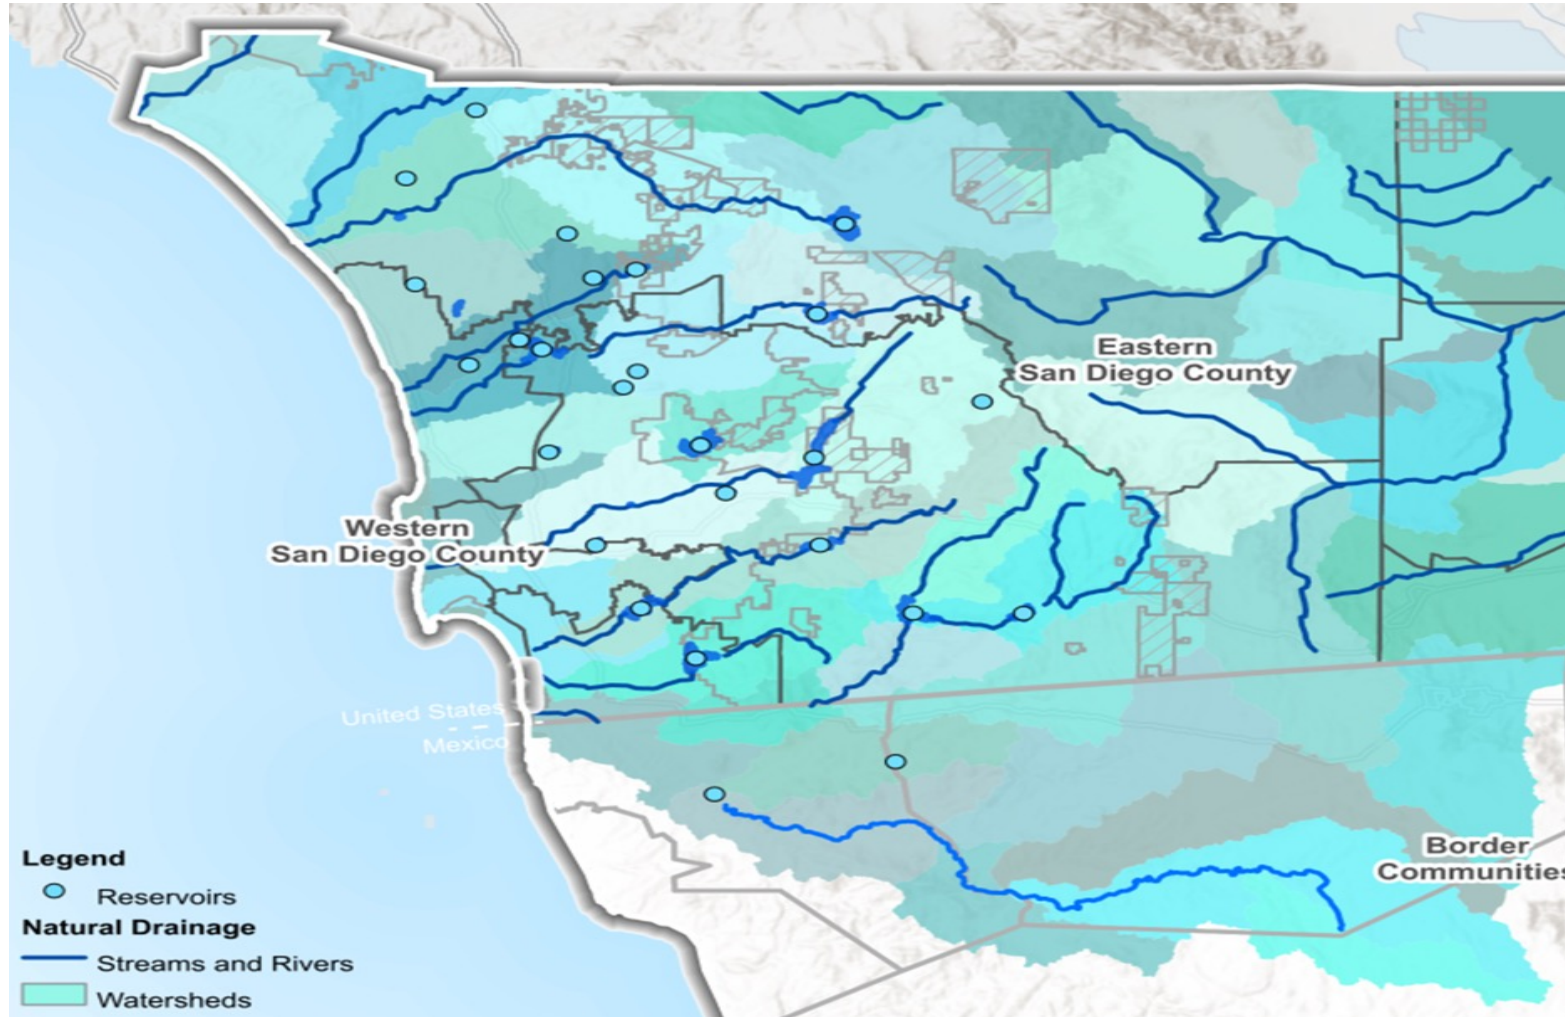 Eastern
San Diego County
Western
San Diego County
United States
Mexico
Border
Communities
Legend
Reservoirs
Natural Drainage
Streams and Rivers
Watersheds